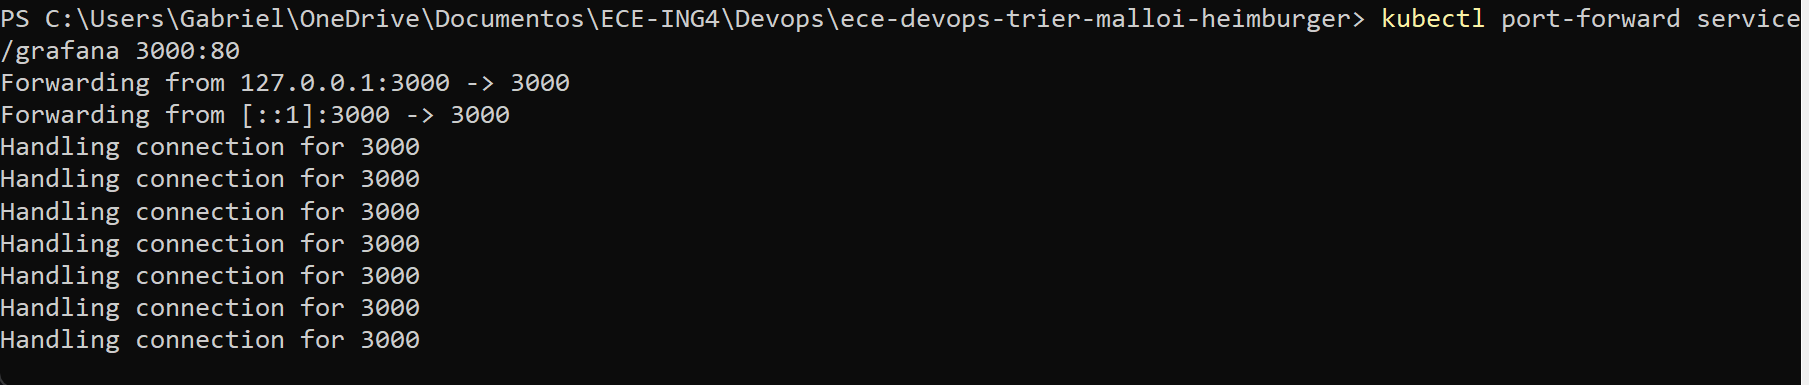 PS C:\Users\Gabriel\OneDrive\Documentos\ECE-ING4\Devops\ece-devops-trier-malloi-heimburger> kubectl port-forward service
/grafana 3000:80
Forwarding from 127.0.0.1:3000 -> 3000
Forwarding from [::1]:3000 -> 3000
Handling connection for 3000
Handling connection for 3000
Handling connection for 3000
Handling connection for 3000
Handling connection for 3000
Handling connection for 3000
Handling connection for 3000